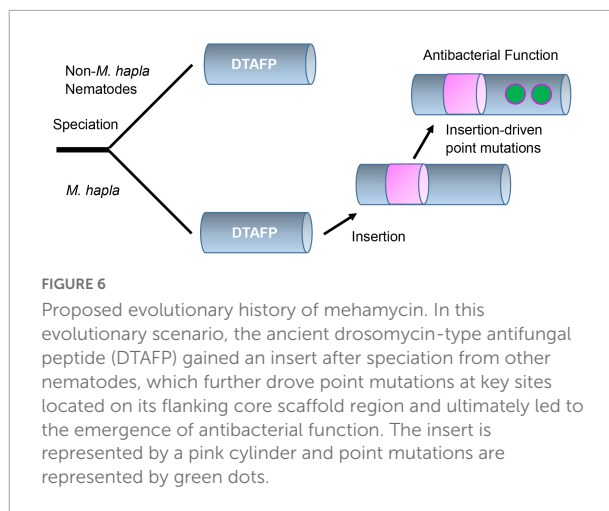 Antibacterial Function
Non-M. hapla
Nematodes
DTAFP
Speciation
Insertion-driven
point mutations
M. hapla
DTAFP
Insertion
FIGURE 6
Proposed evolutionary history of mehamycin. In this
evolutionary scenario, the ancient drosomycin-type antifungal
peptide (DTAFP) gained an insert after speciation from other
nematodes, which further drove point mutations at key sites
located on its flanking core scaffold region and ultimately led to
the emergence of antibacterial function. The insert is
represented by a pink cylinder and point mutations are
represented by green dots.